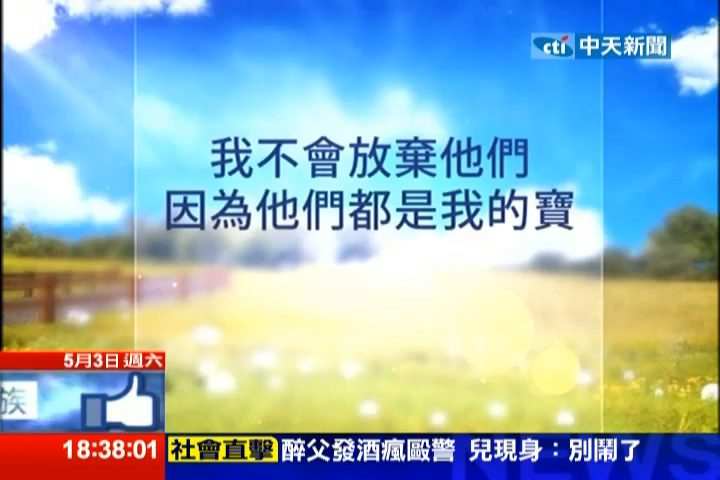 cti 中天新聞
我不會放棄他們
因為他們都是我的寶
5月3日 週六
族
18:38:01
社會直擊 醉父發酒瘋毆警 兒現身：別鬧了
NEWS